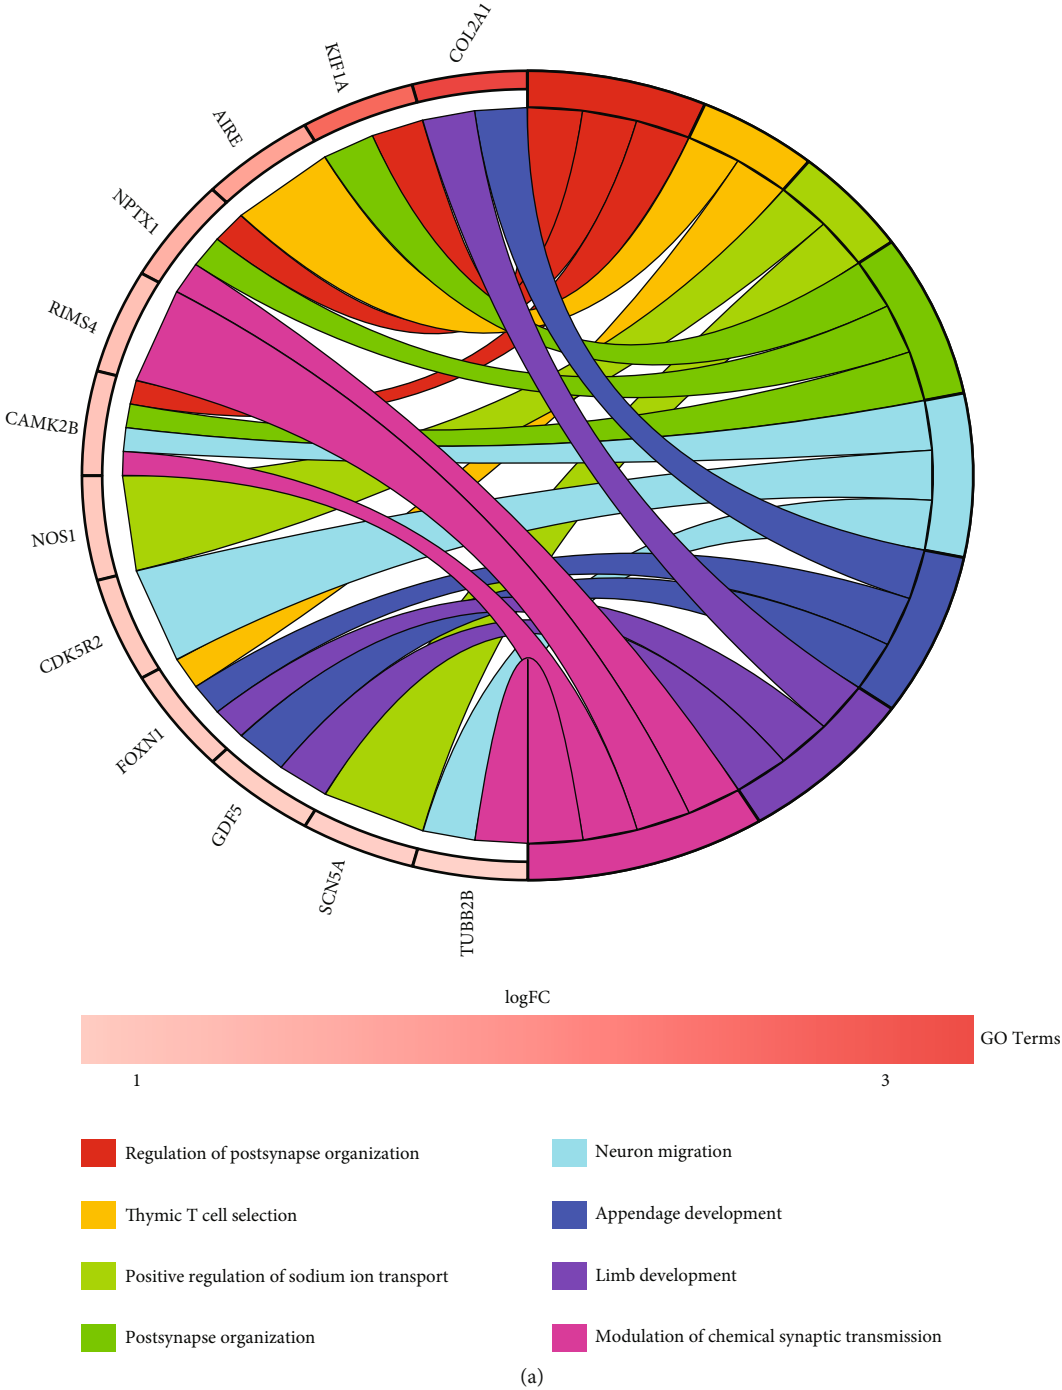 COL2A1
KIF1A
AIRE
NPTX1
RIMS4
CAMK2B
NOS1
CDK5R2
FOXN1
GDF5
SCN5A
TUBB2B
logFC
GO Terms
1
3
Regulation of postsynapse organization
Thymic T cell selection
Positive regulation of sodium ion transport
Postsynapse organization
Neuron migration
Appendage development
Limb development
Modulation of chemical synaptic transmission
(a)